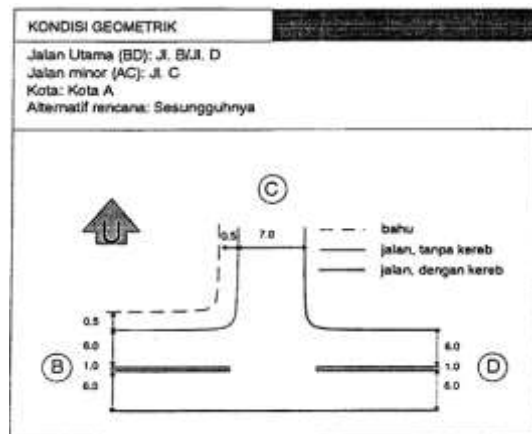 KONDISI GEOMETRIK
Jalan Utama (BD): Jl. B/Jl. D
Jalan minor (AC): Jl. C
Kota: Kota A
Alternatif rencana: Sesungguhnya
C
U
0.5 7.0
bahu
jalan, tanpa kereb
jalan, dengan kereb
0.5
6.0
B 1.0
6.0
6.0
1.0 D
6.0